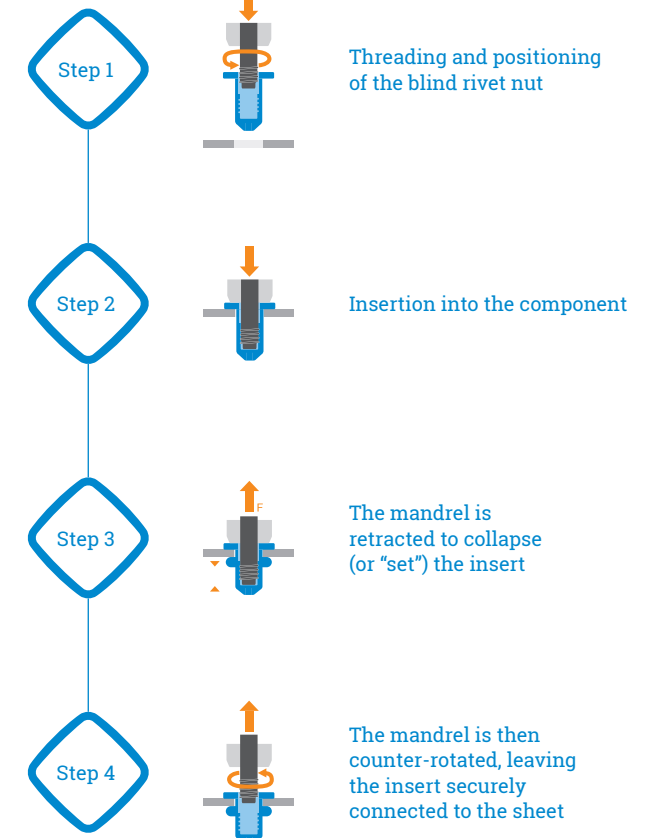 Step 1
Threading and positioning
of the blind rivet nut
Step 2
Insertion into the component
Step 3
F
The mandrel is
retracted to collapse
(or “set”) the insert
Step 4
The mandrel is then
counter-rotated, leaving
the insert securely
connected to the sheet